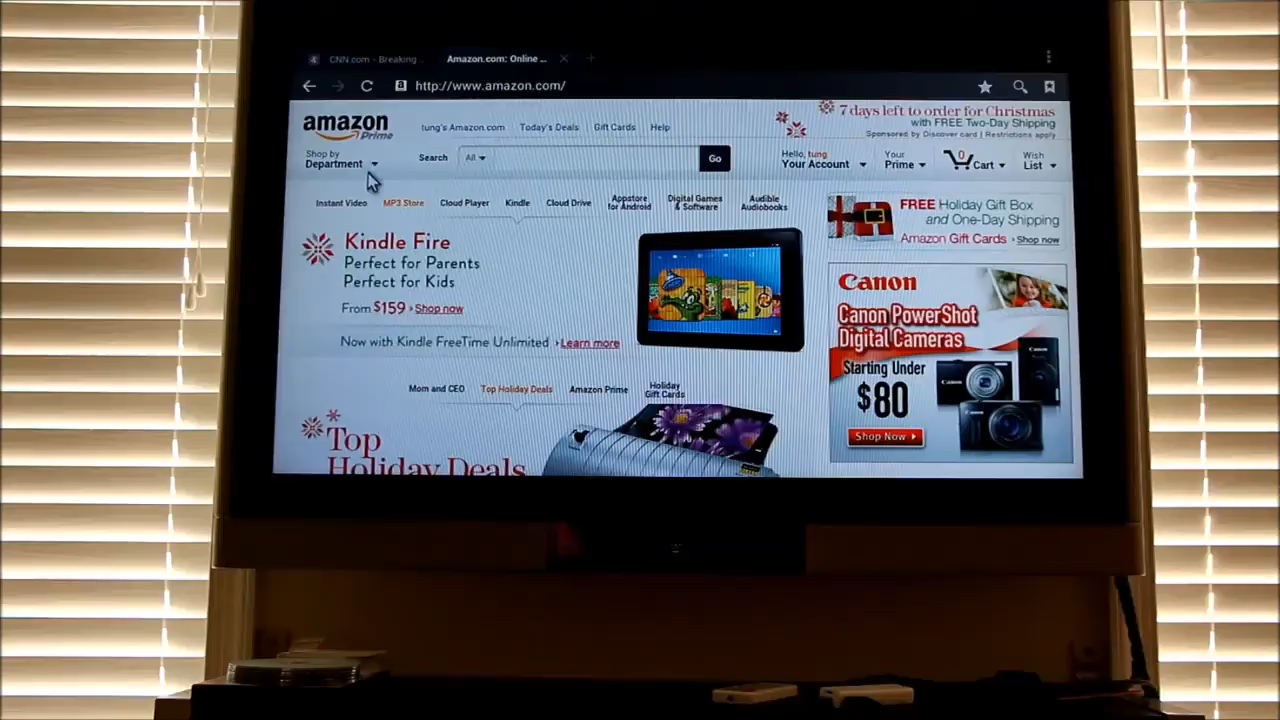 CNN.com - Breaking
Amazon.com: Online ...
http://www.amazon.com/
amazon
Prime
tung's Amazon.com
Today's Deals
Gift Cards
Help
7 days left to order for Christmas
with FREE Two-Day Shipping
Sponsored by Discover card | Restrictions apply
Shop by
Department
Search
All
Go
Hello, tung
Your Account
Your
Prime
0
Cart
Wish
List
Instant Video
MP3 Store
Cloud Player
Kindle
Cloud Drive
Appstore
for Android
Digital Games
& Software
Audible
Audiobooks
FREE Holiday Gift Box
and One-Day Shipping
Amazon Gift Cards › Shop now
Kindle Fire
Perfect for Parents
Perfect for Kids
From $159 › Shop now
Now with Kindle FreeTime Unlimited › Learn more
Canon
Canon PowerShot
Digital Cameras
Starting Under
$80
Shop Now
Canon
Canon
Mom and CEO
Top Holiday Deals
Amazon Prime
Holiday
Gift Cards
Top
Holiday Deals